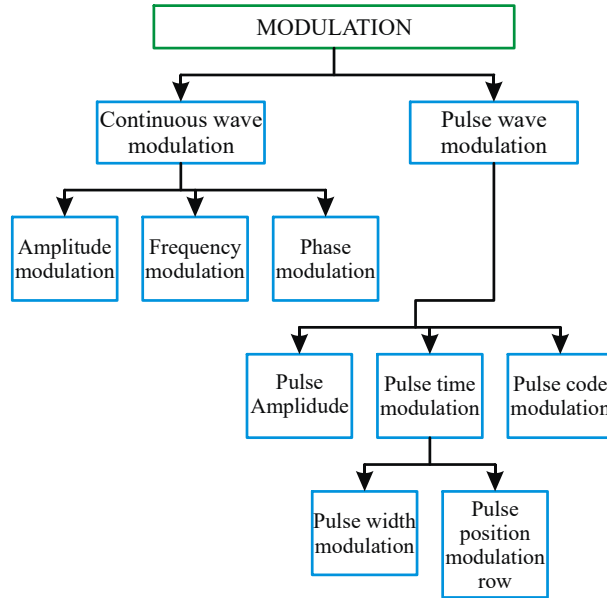 MODULATION
Continuous wave
modulation
Pulse wave
modulation
Amplitude
modulation
Frequency
modulation
Phase
modulation
Pulse
Amplidude
Pulse time
modulation
Pulse code
modulation
Pulse width
modulation
Pulse
position
modulation
row